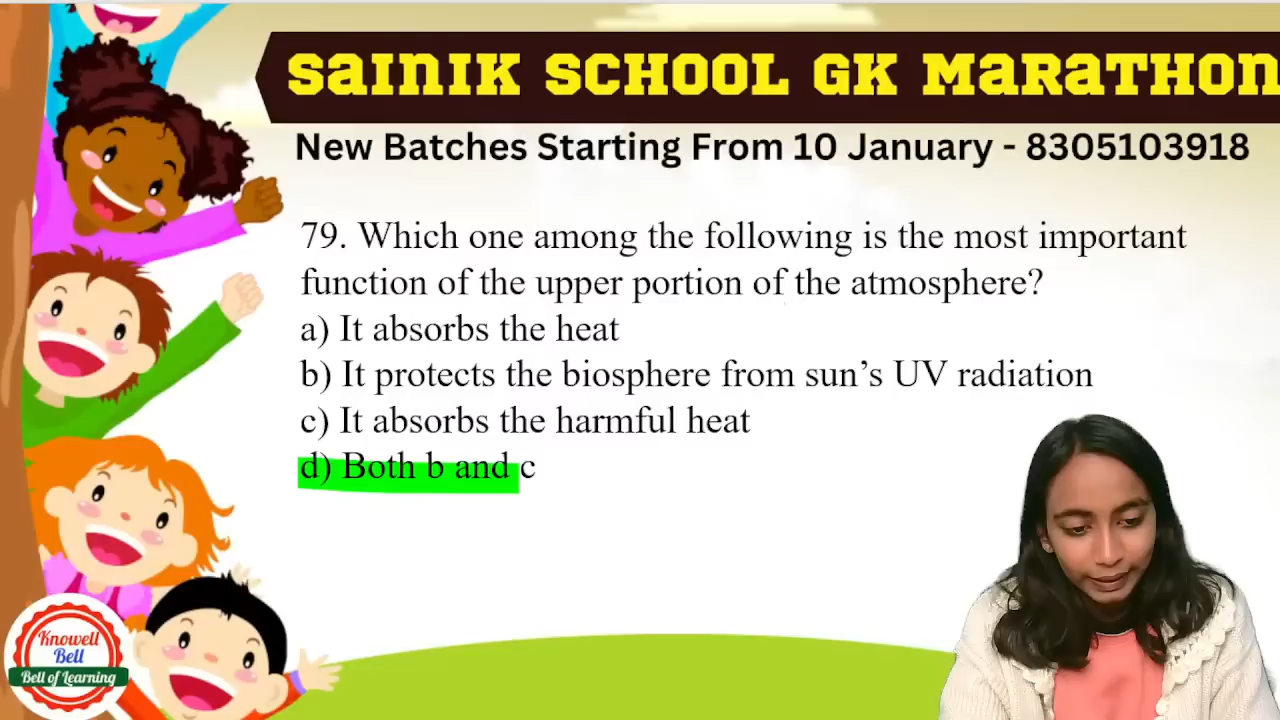 SAINIK SCHOOL GK MARATHON
New Batches Starting From 10 January - 8305103918
79. Which one among the following is the most important
function of the upper portion of the atmosphere?
a) It absorbs the heat
b) It protects the biosphere from sun’s UV radiation
c) It absorbs the harmful heat
d) Both b and c
Knowell
Bell
Bell of Learning